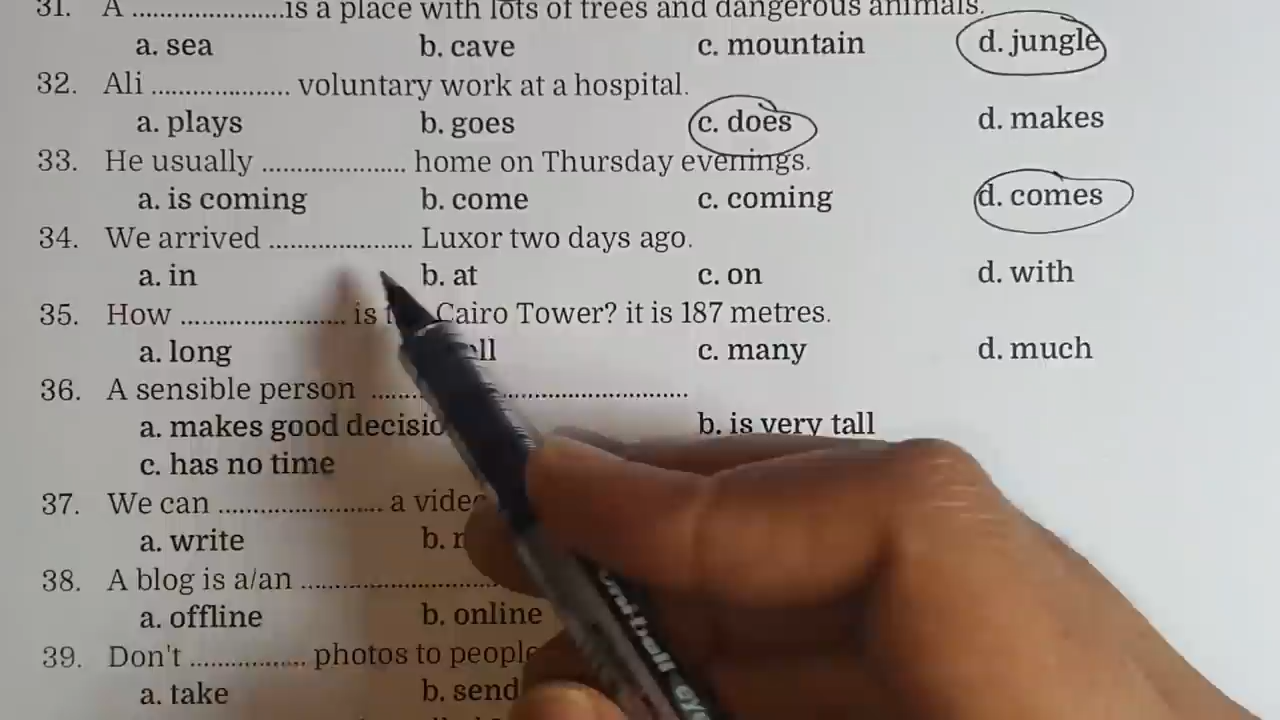 31. A ......................is a place with lots of trees and dangerous animals.
a. sea b. cave c. mountain d. jungle
32. Ali .................... voluntary work at a hospital.
a. plays b. goes c. does d. makes
33. He usually ..................... home on Thursday evenings.
a. is coming b. come c. coming d. comes
34. We arrived ..................... Luxor two days ago.
a. in b. at c. on d. with
35. How ........................ is Cairo Tower? it is 187 metres.
a. long c. many d. much
36. A sensible person ...............................................
a. makes good b. is very tall
c. has no time
37. We can ........................ a
a. write b.
38. A blog is a/an .............................
a. offline b. online
39. Don't ................. photos to people
a. take b. send